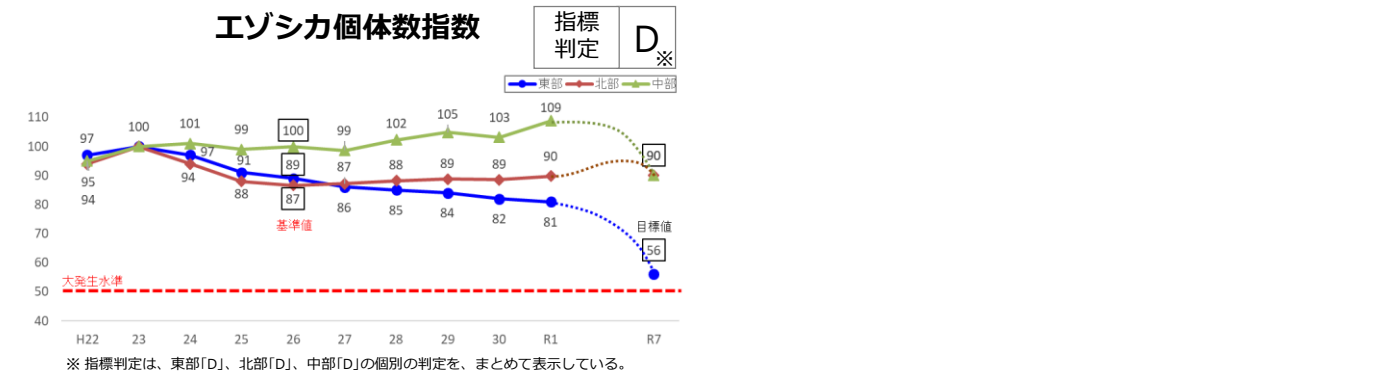 エゾシカ個体数指数
指標
判定
D
※
東部 北部 中部
110
100
90
80
70
60
50
40
97 100 101 99 100 99 102 105 103 109
97 91 89 87 88 89 89 90 90
95 94 88 87 86 85 84 82 81
94
基準値
目標値
56
大発生水準
H22 23 24 25 26 27 28 29 30 R1 R7
※ 指標判定は、東部｢D｣、北部｢D｣、中部｢D｣の個別の判定を、まとめて表示している。